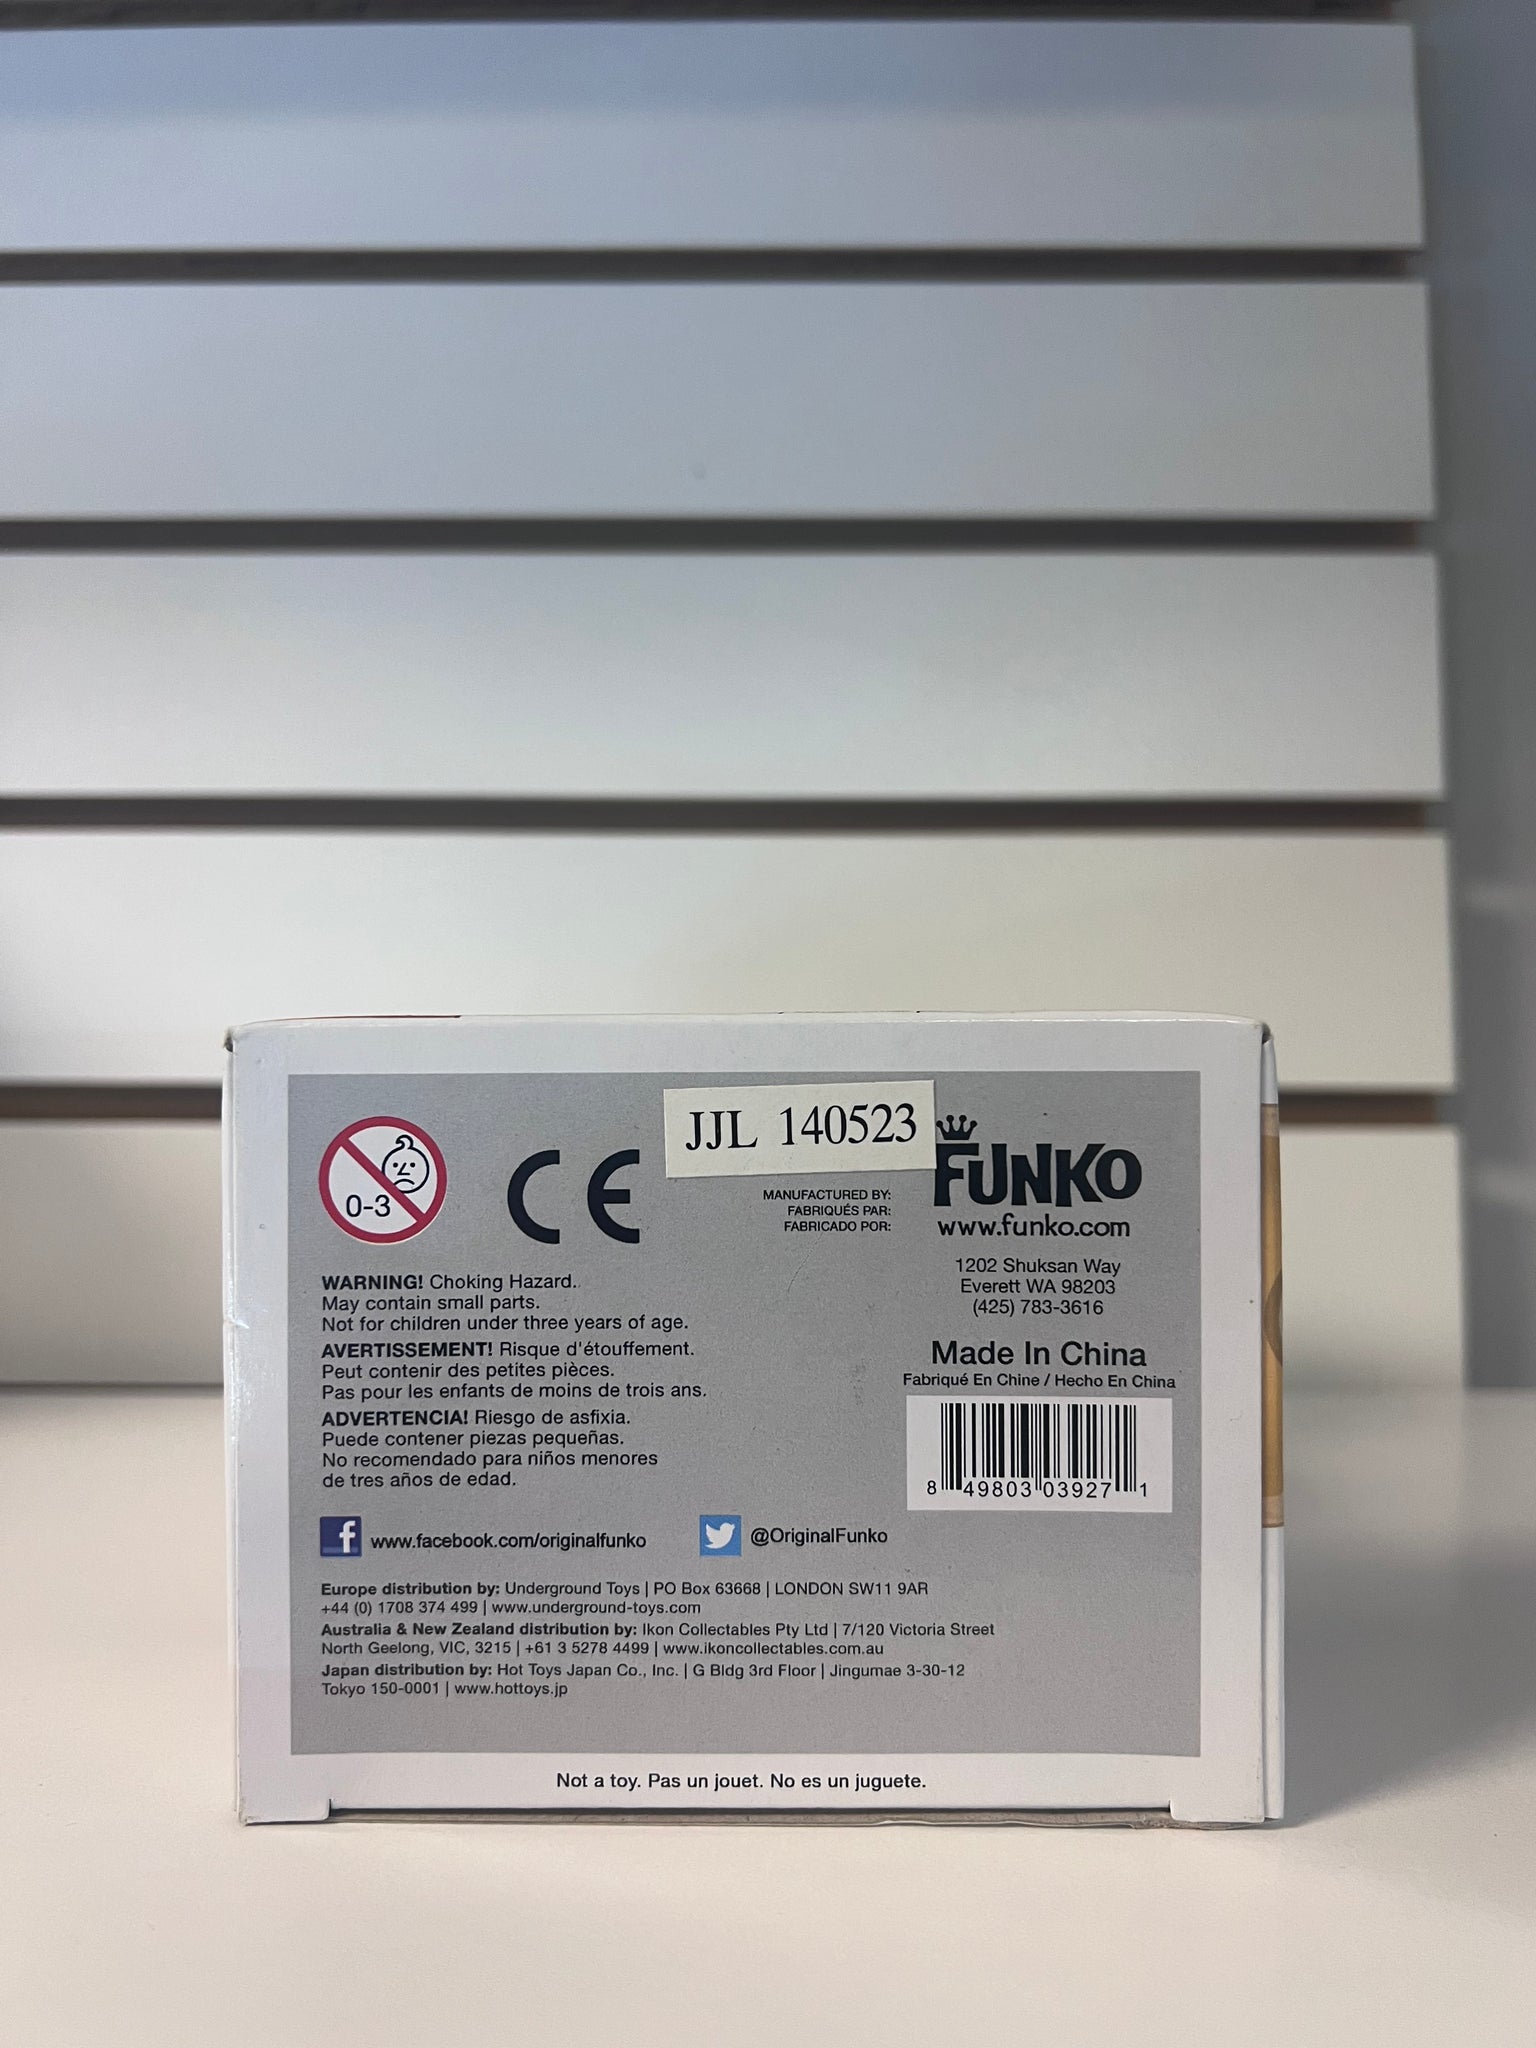 JJL 140523
0-3
CE
MANUFACTURED BY:
FABRIQUÉS PAR:
FABRICADO POR:
FUNKO
www.funko.com
1202 Shuksan Way
Everett WA 98203
(425) 783-3616
WARNING! Choking Hazard.
May contain small parts.
Not for children under three years of age.
AVERTISSEMENT! Risque d'étouffement.
Peut contenir des petites pièces.
Pas pour les enfants de moins de trois ans.
ADVERTENCIA! Riesgo de asfixia.
Puede contener piezas pequeñas.
No recomendado para niños menores
de tres años de edad.
Made In China
Fabriqué En Chine / Hecho En China
8 49803 03927 1
f www.facebook.com/originalfunko
@OriginalFunko
Europe distribution by: Underground Toys | PO Box 63668 | LONDON SW11 9AR
+44 (0) 1708 374 499 | www.underground-toys.com
Australia & New Zealand distribution by: Ikon Collectables Pty Ltd | 7/120 Victoria Street
North Geelong, VIC, 3215 | +61 3 5278 4499 | www.ikoncollectables.com.au
Japan distribution by: Hot Toys Japan Co., Inc. | G Bldg 3rd Floor | Jingumae 3-30-12
Tokyo 150-0001 | www.hottoys.jp
Not a toy. Pas un jouet. No es un juguete.